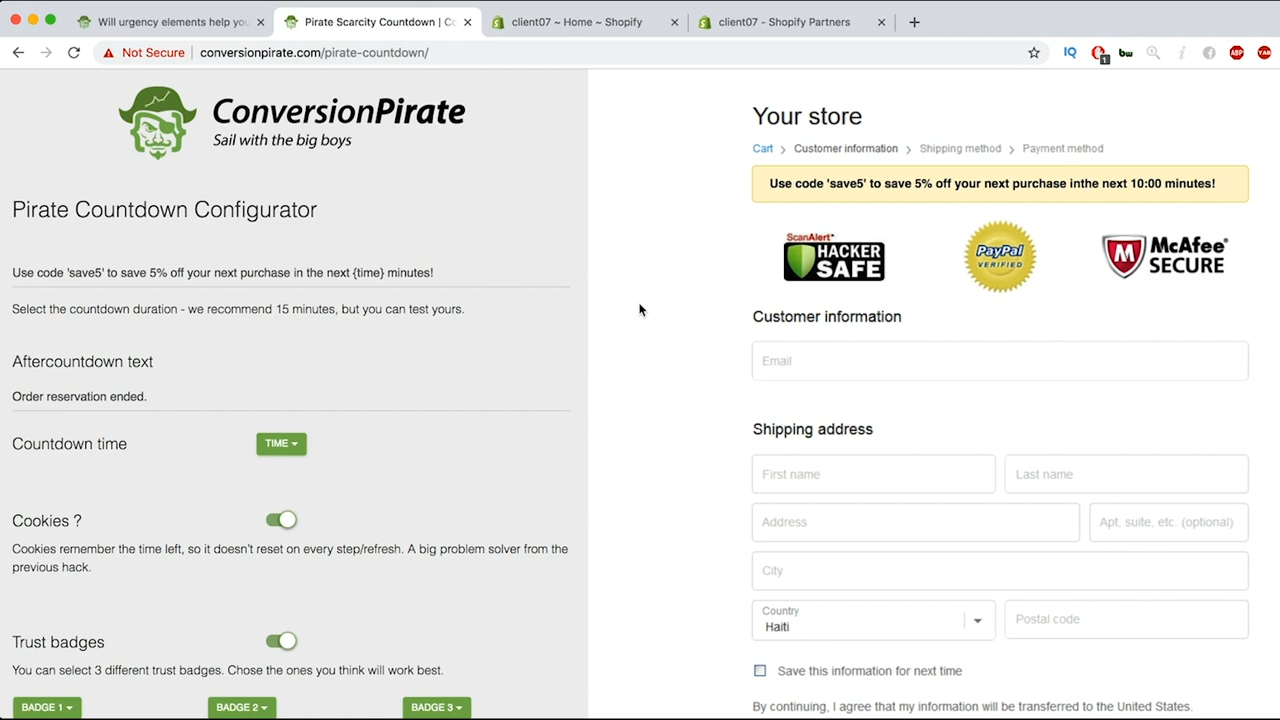 Will urgency elements help you
Pirate Scarcity Countdown | Co
client07 ~ Home ~ Shopify
client07 - Shopify Partners
Not Secure
conversionpirate.com/pirate-countdown/
IQ
1
bw
ABP
YAB
ConversionPirate
Sail with the big boys
Pirate Countdown Configurator
Use code 'save5' to save 5% off your next purchase in the next {time} minutes!
Select the countdown duration - we recommend 15 minutes, but you can test yours.
Aftercountdown text
Order reservation ended.
Countdown time
TIME
Cookies ?
Cookies remember the time left, so it doesn't reset on every step/refresh. A big problem solver from the
previous hack.
Trust badges
You can select 3 different trust badges. Chose the ones you think will work best.
BADGE 1
BADGE 2
BADGE 3
Your store
Cart
Customer information
Shipping method
Payment method
Use code 'save5' to save 5% off your next purchase inthe next 10:00 minutes!
ScanAlert
HACKER
SAFE
PayPal
VERIFIED
McAfee
SECURE
Customer information
Email
Shipping address
First name
Last name
Address
Apt, suite, etc. (optional)
City
Country
Haiti
Postal code
Save this information for next time
By continuing, I agree that my information will be transferred to the United States.